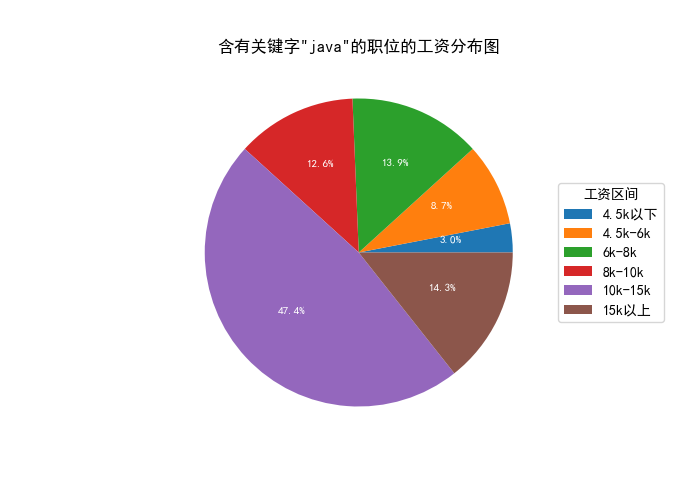 含有关键字"java"的职位的工资分布图
12.6%
13.9%
8.7%
3.0%
47.4%
14.3%
工资区间
4.5k以下
4.5k-6k
6k-8k
8k-10k
10k-15k
15k以上